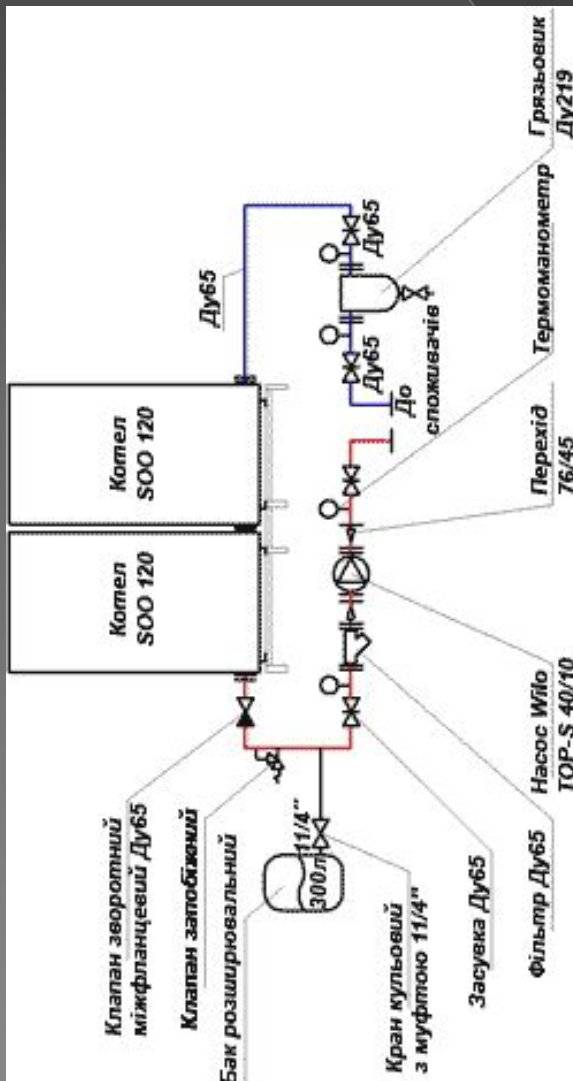 Котел
SOO 120
Котел
SOO 120
Ду65
Ду65
Ду65
До
споживачів
Грязьовик
Ду219
Термоманометр
Перехід
76/45
Насос Wilo
TOP-S 40/10
Фільтр Ду65
Засувка Ду65
Кран кульовий
з муфтою 11/4"
11/4"
300л
Бак розширювальний
Клапан запобіжний
Клапан зворотний
міжфланцевий Ду65